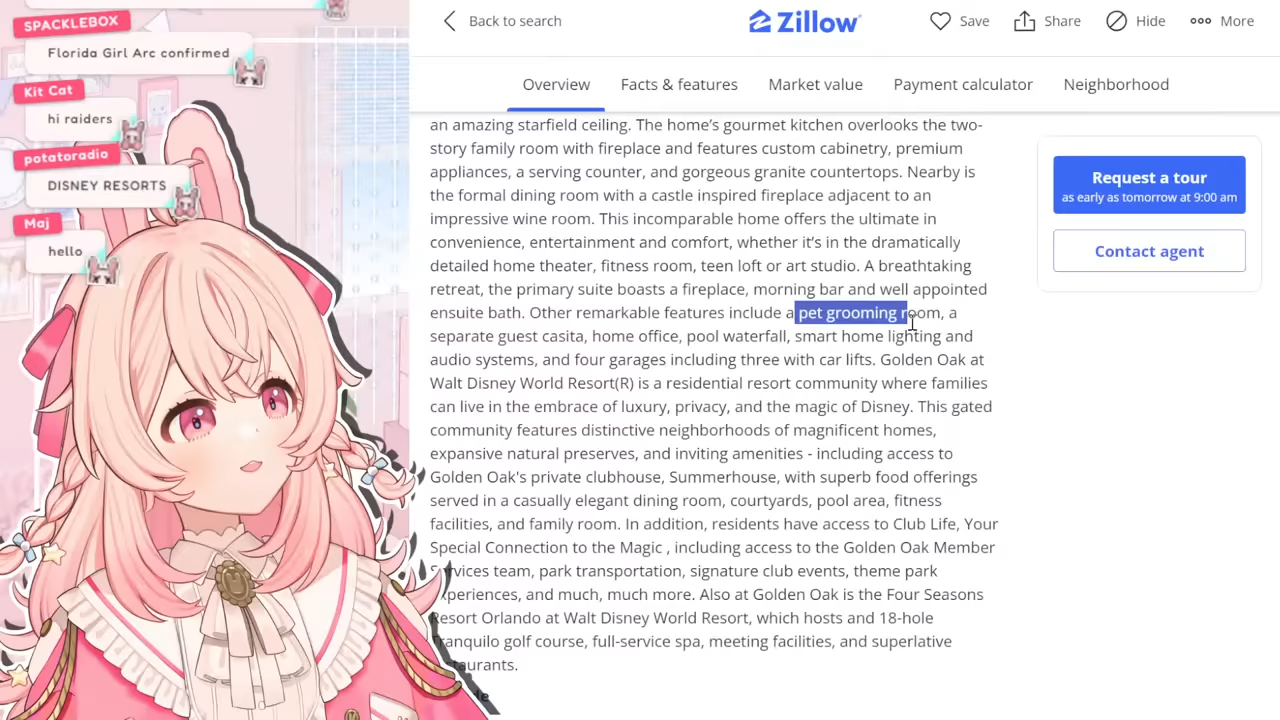 SPACKLEBOX
Florida Girl Arc confirmed
Kit Cat
hi raiders
potatoradio
DISNEY RESORTS
Maj
hello
Back to search
Zillow
Save
Share
Hide
More
Overview
Facts & features
Market value
Payment calculator
Neighborhood
an amazing starfield ceiling. The home's gourmet kitchen overlooks the two-
story family room with fireplace and features custom cabinetry, premium
appliances, a serving counter, and gorgeous granite countertops. Nearby is
the formal dining room with a castle inspired fireplace adjacent to an
impressive wine room. This incomparable home offers the ultimate in
convenience, entertainment and comfort, whether it's in the dramatically
detailed home theater, fitness room, teen loft or art studio. A breathtaking
retreat, the primary suite boasts a fireplace, morning bar and well appointed
ensuite bath. Other remarkable features include a pet grooming room, a
separate guest casita, home office, pool waterfall, smart home lighting and
audio systems, and four garages including three with car lifts. Golden Oak at
Walt Disney World Resort(R) is a residential resort community where families
can live in the embrace of luxury, privacy, and the magic of Disney. This gated
community features distinctive neighborhoods of magnificent homes,
expansive natural preserves, and inviting amenities - including access to
Golden Oak's private clubhouse, Summerhouse, with superb food offerings
served in a casually elegant dining room, courtyards, pool area, fitness
facilities, and family room. In addition, residents have access to Club Life, Your
Special Connection to the Magic , including access to the Golden Oak Member
Services team, park transportation, signature club events, theme park
experiences, and much, much more. Also at Golden Oak is the Four Seasons
Resort Orlando at Walt Disney World Resort, which hosts and 18-hole
Tranquilo golf course, full-service spa, meeting facilities, and superlative
restaurants.
Request a tour
as early as tomorrow at 9:00 am
Contact agent